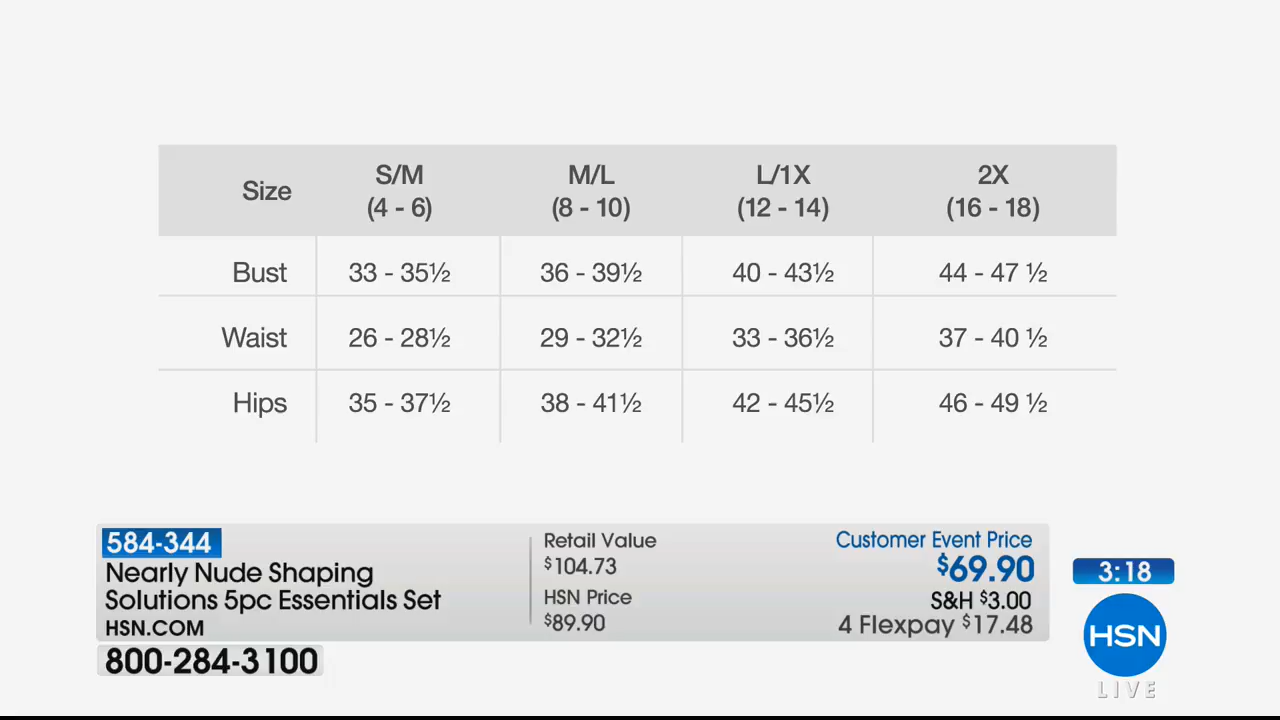 Size S/M M/L L/1X 2X
(4 - 6) (8 - 10) (12 - 14) (16 - 18)
Bust 33 - 35½ 36 - 39½ 40 - 43½ 44 - 47 ½
Waist 26 - 28½ 29 - 32½ 33 - 36½ 37 - 40 ½
Hips 35 - 37½ 38 - 41½ 42 - 45½ 46 - 49 ½
584-344
Nearly Nude Shaping
Solutions 5pc Essentials Set
HSN.COM
800-284-3100
Retail Value
$104.73
HSN Price
$89.90
Customer Event Price
$69.90
S&H $3.00
4 Flexpay $17.48
3:18
HSN
LIVE